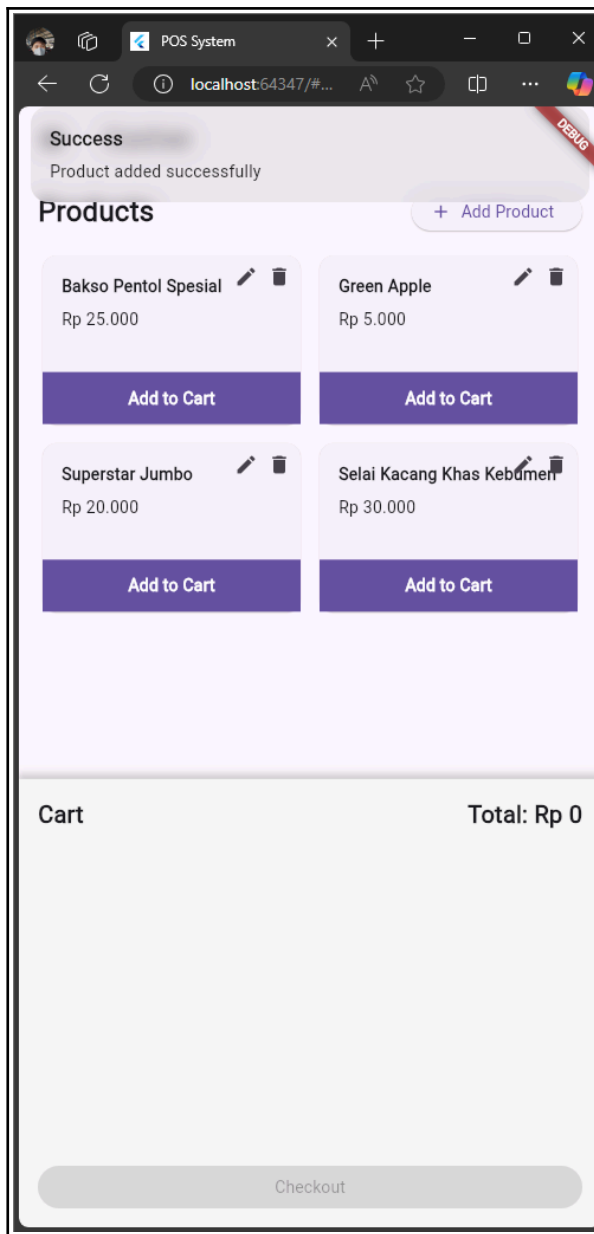 POS System
localhost:64347/#...
Success
DEBUG
Product added successfully
Products
+ Add Product
Bakso Pentol Spesial
Rp 25.000
Add to Cart
Green Apple
Rp 5.000
Add to Cart
Superstar Jumbo
Rp 20.000
Add to Cart
Selai Kacang Khas Kebumen
Rp 30.000
Add to Cart
Cart
Total: Rp 0
Checkout